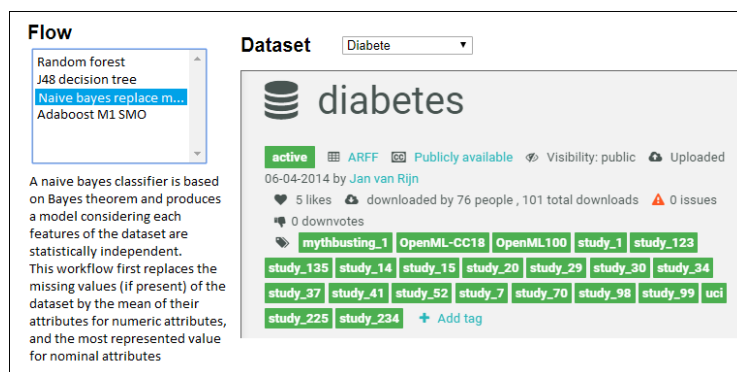 Flow
Random forest
J48 decision tree
Naive bayes replace m...
Adaboost M1 SMO
A naive bayes classifier is based
on Bayes theorem and produces
a model considering each
features of the dataset are
statistically independent.
This workflow first replaces the
missing values (if present) of the
dataset by the mean of their
attributes for numeric attributes,
and the most represented value
for nominal attributes
Dataset Diabete
diabetes
active ARFF Publicly available Visibility: public Uploaded
06-04-2014 by Jan van Rijn
5 likes downloaded by 76 people , 101 total downloads 0 issues
0 downvotes
mythbusting_1 OpenML-CC18 OpenML100 study_1 study_123
study_135 study_14 study_15 study_20 study_29 study_30 study_34
study_37 study_41 study_52 study_7 study_70 study_98 study_99 uci
study_225 study_234 + Add tag